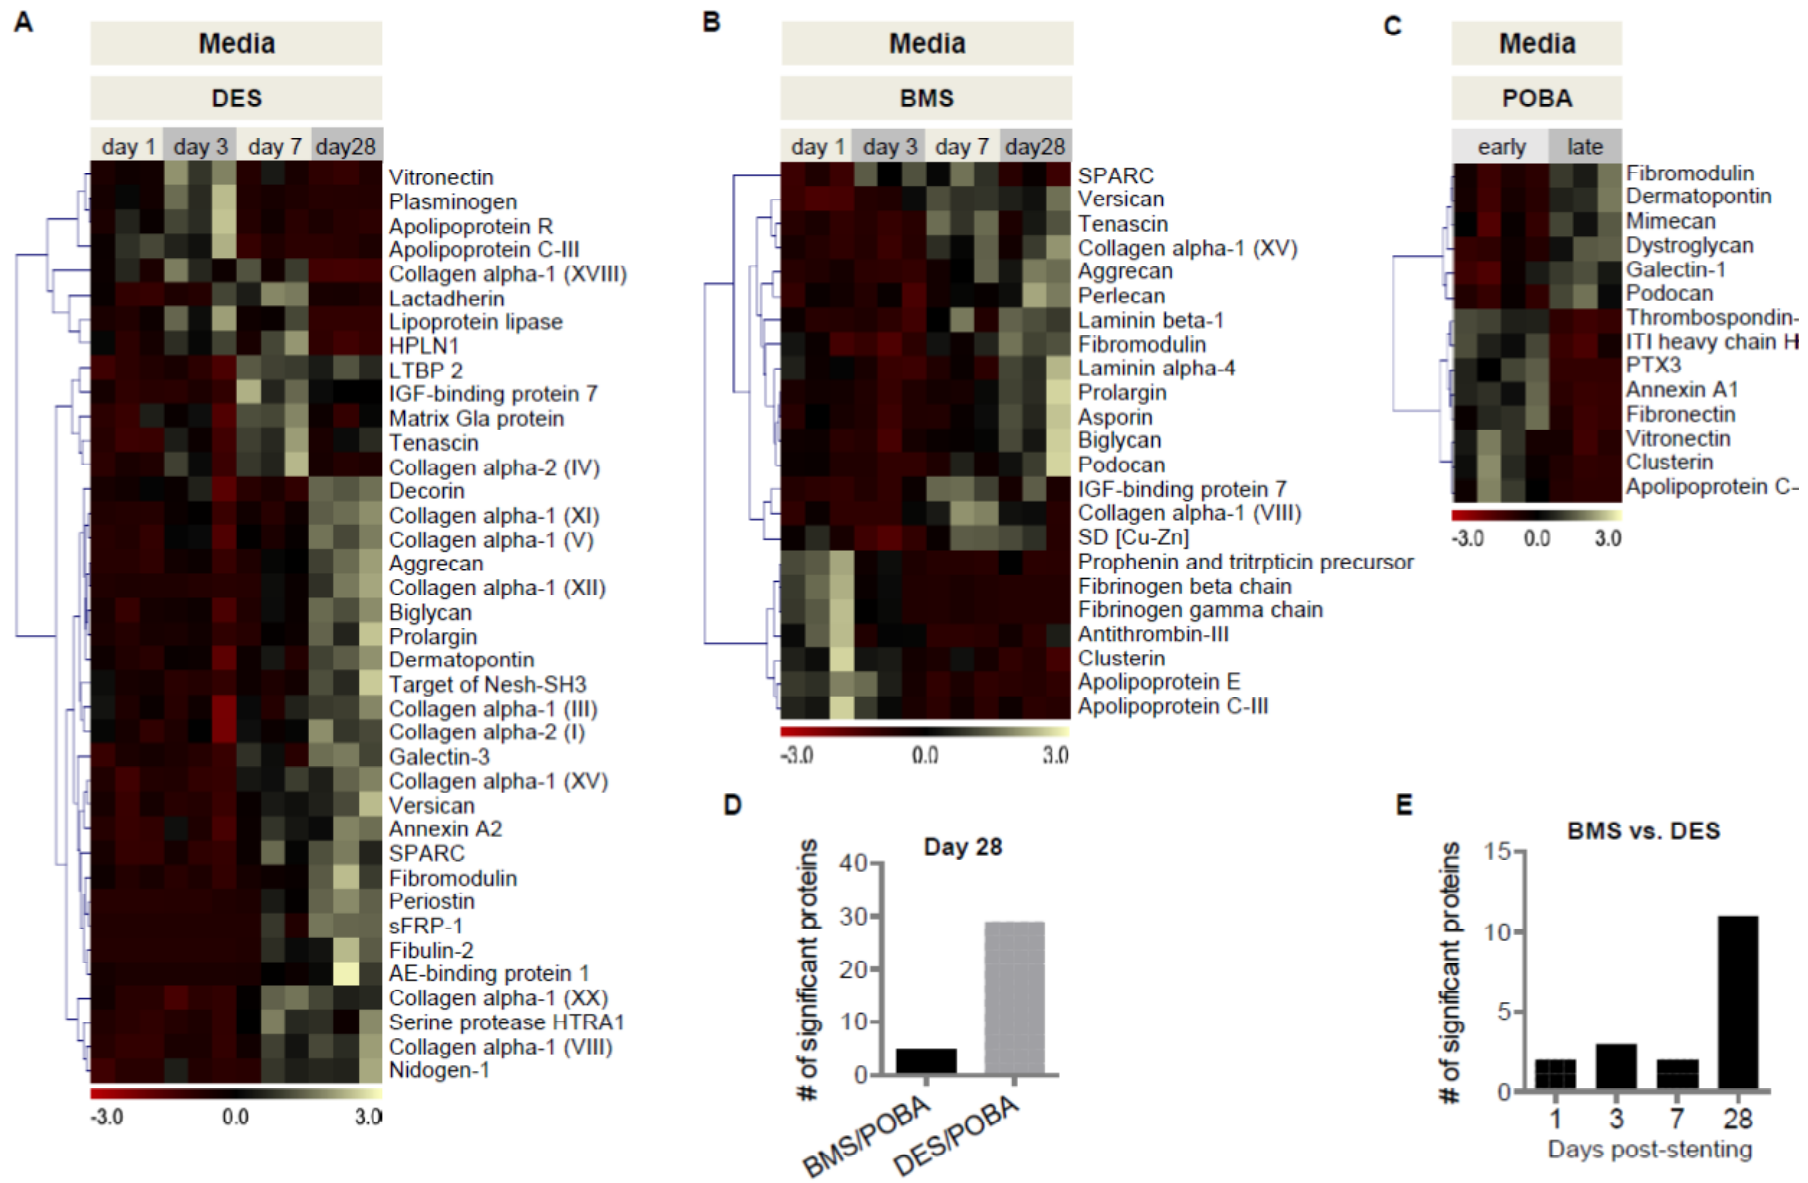 A
Media
DES
day 1 day 3 day 7 day28
Vitronectin
Plasminogen
Apolipoprotein R
Apolipoprotein C-III
Collagen alpha-1 (XVIII)
Lactadherin
Lipoprotein lipase
HPLN1
LTBP 2
IGF-binding protein 7
Matrix Gla protein
Tenascin
Collagen alpha-2 (IV)
Decorin
Collagen alpha-1 (XI)
Collagen alpha-1 (V)
Aggrecan
Collagen alpha-1 (XII)
Biglycan
Prolargin
Dermatopontin
Target of Nesh-SH3
Collagen alpha-1 (III)
Collagen alpha-2 (I)
Galectin-3
Collagen alpha-1 (XV)
Versican
Annexin A2
SPARC
Fibromodulin
Periostin
sFRP-1
Fibulin-2
AE-binding protein 1
Collagen alpha-1 (XX)
Serine protease HTRA1
Collagen alpha-1 (VIII)
Nidogen-1
-3.0 0.0 3.0
B
Media
BMS
day 1 day 3 day 7 day28
SPARC
Versican
Tenascin
Collagen alpha-1 (XV)
Aggrecan
Perlecan
Laminin beta-1
Fibromodulin
Laminin alpha-4
Prolargin
Asporin
Biglycan
Podocan
IGF-binding protein 7
Collagen alpha-1 (VIII)
SD [Cu-Zn]
Prophenin and tritrpticin precursor
Fibrinogen beta chain
Fibrinogen gamma chain
Antithrombin-III
Clusterin
Apolipoprotein E
Apolipoprotein C-III
-3.0 0.0 3.0
C
Media
POBA
early late
Fibromodulin
Dermatopontin
Mimecan
Dystroglycan
Galectin-1
Podocan
Thrombospondin-
ITI heavy chain H
PTX3
Annexin A1
Fibronectin
Vitronectin
Clusterin
Apolipoprotein C-
-3.0 0.0 3.0
D
Day 28
# of significant proteins
40
30
20
10
0
BMS/POBA
DES/POBA
E
BMS vs. DES
# of significant proteins
15
10
5
0
1 3 7 28
Days post-stenting